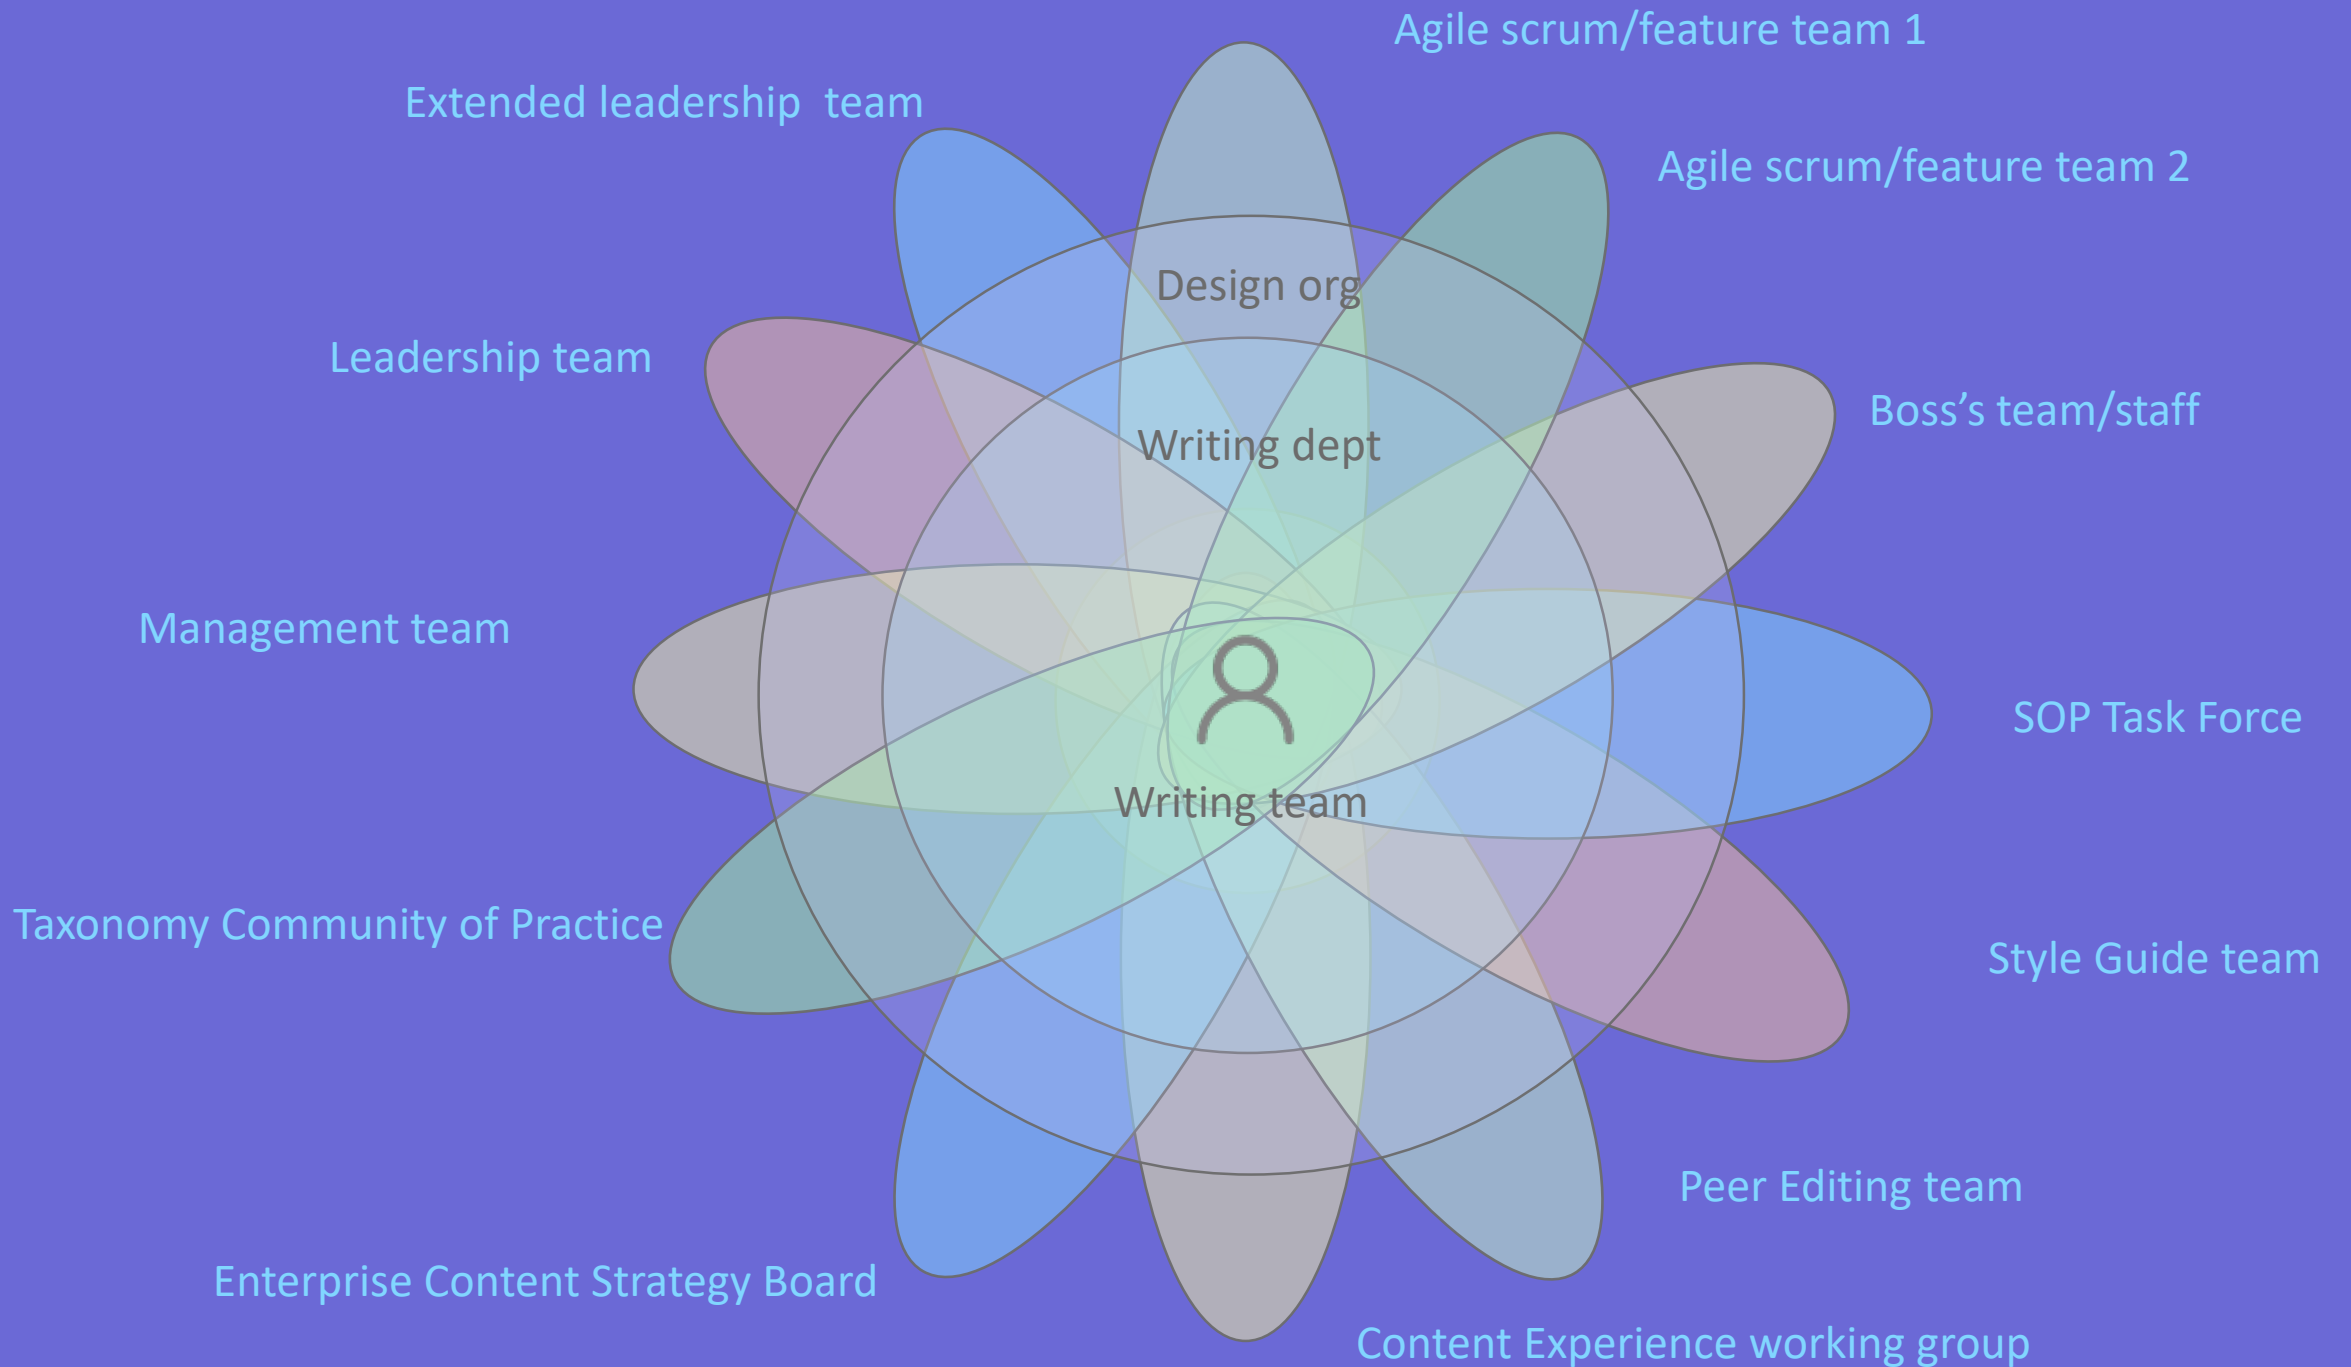 Agile scrum/feature team 1
Extended leadership team
Agile scrum/feature team 2
Design org
Leadership team
Boss’s team/staff
Writing dept
Management team
SOP Task Force
Writing team
Taxonomy Community of Practice
Style Guide team
Peer Editing team
Enterprise Content Strategy Board
Content Experience working group